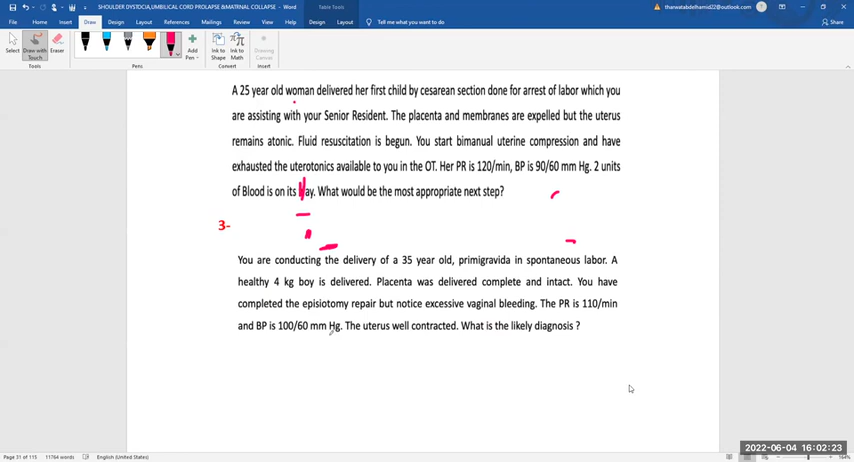 SHOULDER DYSTOCIA,UMBILICAL CORD PROLAPSE &MATRNAL COLLAPSE - Word
Table Tools
tharwatabdelhamid22@outlook.com
File Home Insert Draw Design Layout References Mailings Review View Help Design Layout Tell me what you want to do Share
Select Draw with Touch Eraser Add Pen Ink to Shape Ink to Math Drawing Canvas
Tools Pens Convert Insert
A 25 year old woman delivered her first child by cesarean section done for arrest of labor which you
are assisting with your Senior Resident. The placenta and membranes are expelled but the uterus
remains atonic. Fluid resuscitation is begun. You start bimanual uterine compression and have
exhausted the uterotonics available to you in the OT. Her PR is 120/min, BP is 90/60 mm Hg. 2 units
of Blood is on its Way. What would be the most appropriate next step?
3-
You are conducting the delivery of a 35 year old, primigravida in spontaneous labor. A
healthy 4 kg boy is delivered. Placenta was delivered complete and intact. You have
completed the episiotomy repair but notice excessive vaginal bleeding. The PR is 110/min
and BP is 100/60 mm Hg. The uterus well contracted. What is the likely diagnosis ?
2022-06-04 16:02:23
Page 31 of 115 11764 words English (United States) 164%